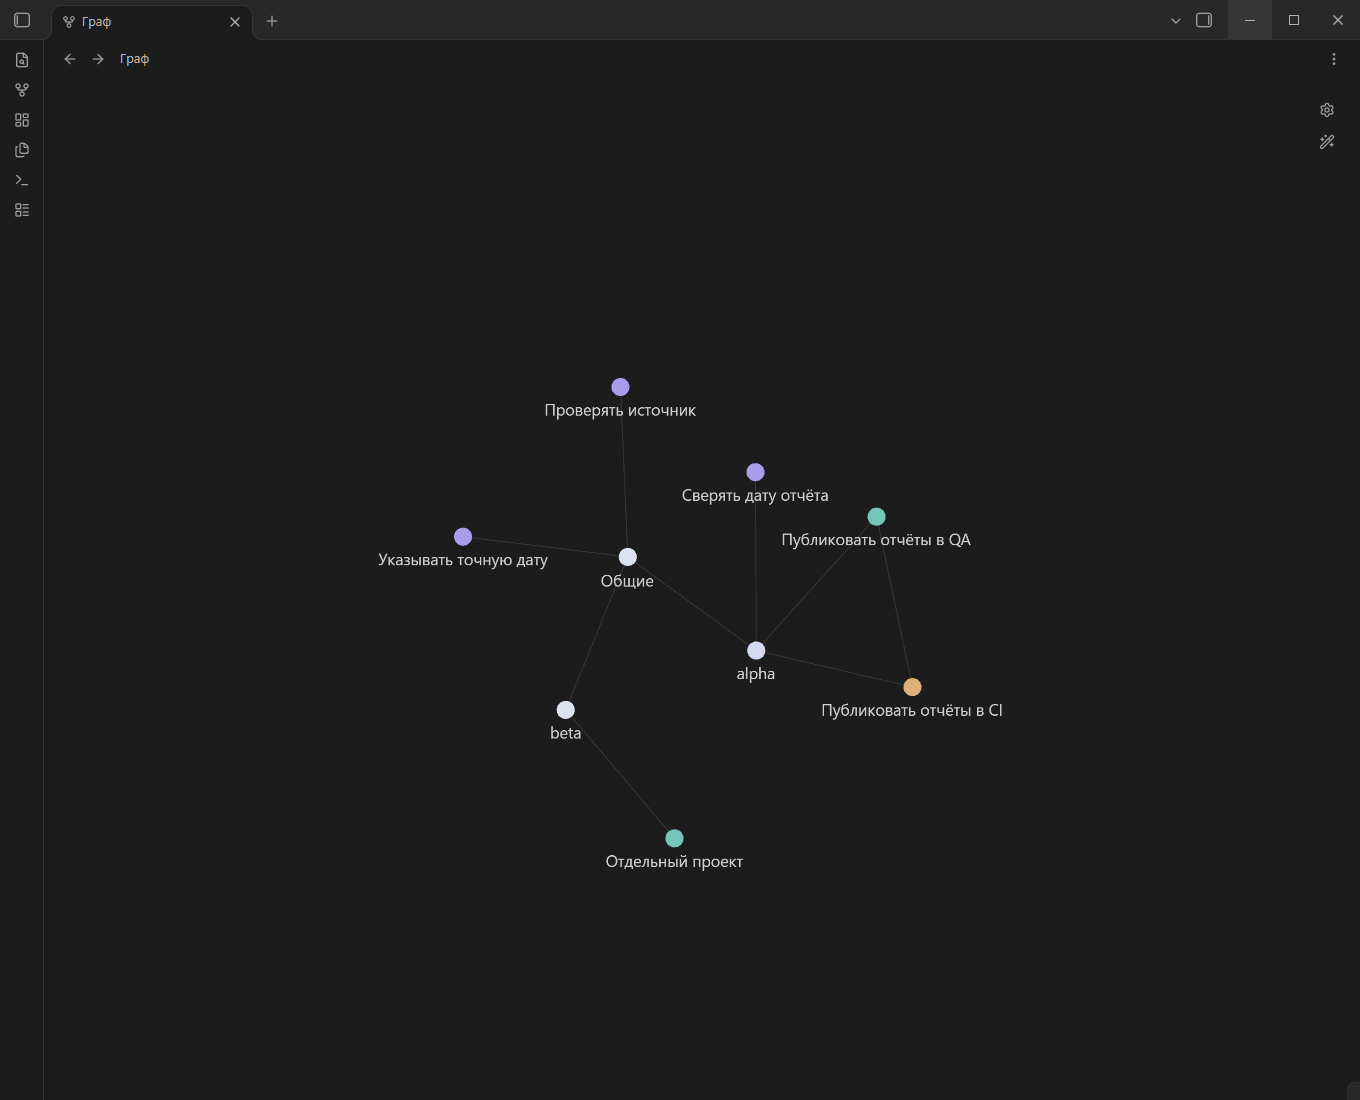 Граф
Граф
Проверять источник
Сверять дату отчёта
Публиковать отчёты в QA
Указывать точную дату
Общие
alpha
Публиковать отчёты в CI
beta
Отдельный проект